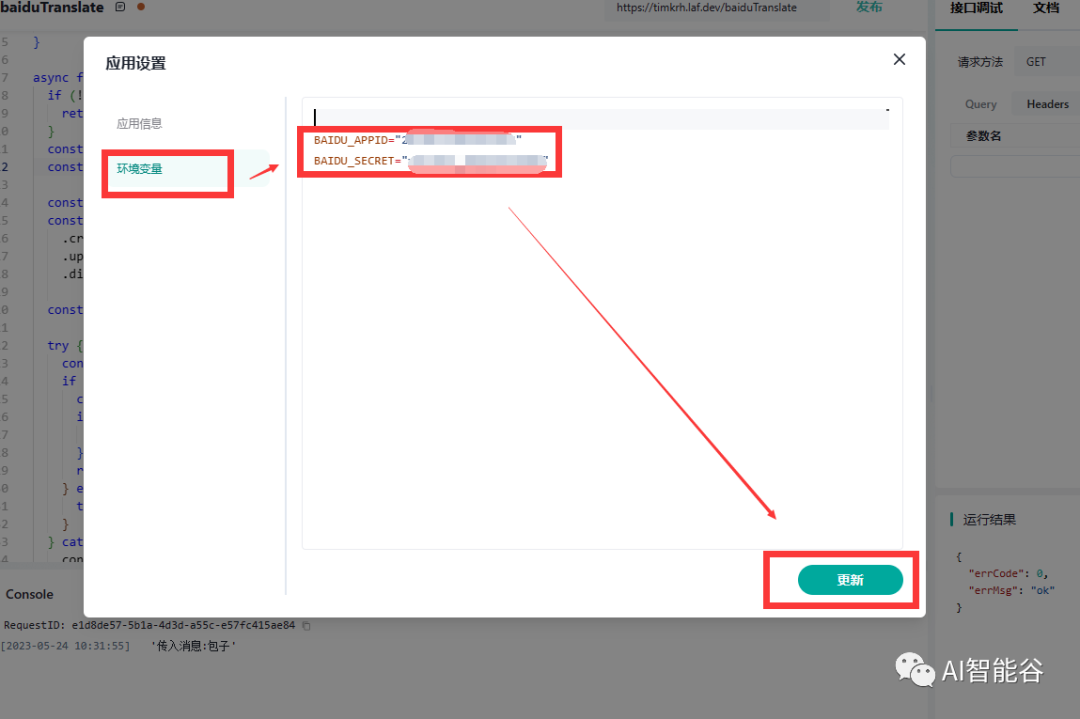 baiduTranslate
https://timkrh.laf.dev/baiduTranslate
发布
接口调试
文档
应用设置
应用信息
环境变量
BAIDU_APPID="2
"
BAIDU_SECRET="
"
更新
请求方法
GET
Query
Headers
参数名
5 }
6
7 async f
8 if (!
9 ret
0 }
1 const
2 const
3
4 const
5 const
6 .cr
7 .up
8 .di
9
0 const
1
2 try {
3 con
4 if
5 c
6 i
7
8 }
9 r
0 } e
1 t
2 }
3 } cat
4 con
运行结果
{
"errCode": 0,
"errMsg": "ok"
}
Console
RequestID: e1d8de57-5b1a-4d3d-a55c-e57fc415ae84
[2023-05-24 10:31:55] '传入消息:包子'
AI智能谷